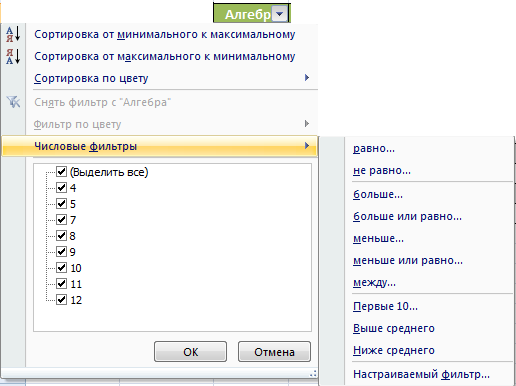 Алгебр
Сортировка от минимального к максимальному
Сортировка от максимального к минимальному
Сортировка по цвету
Снять фильтр с "Алгебра"
Фильтр по цвету
Числовые фильтры
(Выделить все)
4
5
7
8
9
10
11
12
ОК
Отмена
равно...
не равно...
больше...
больше или равно...
меньше...
меньше или равно...
между...
Первые 10...
Выше среднего
Ниже среднего
Настраиваемый фильтр...